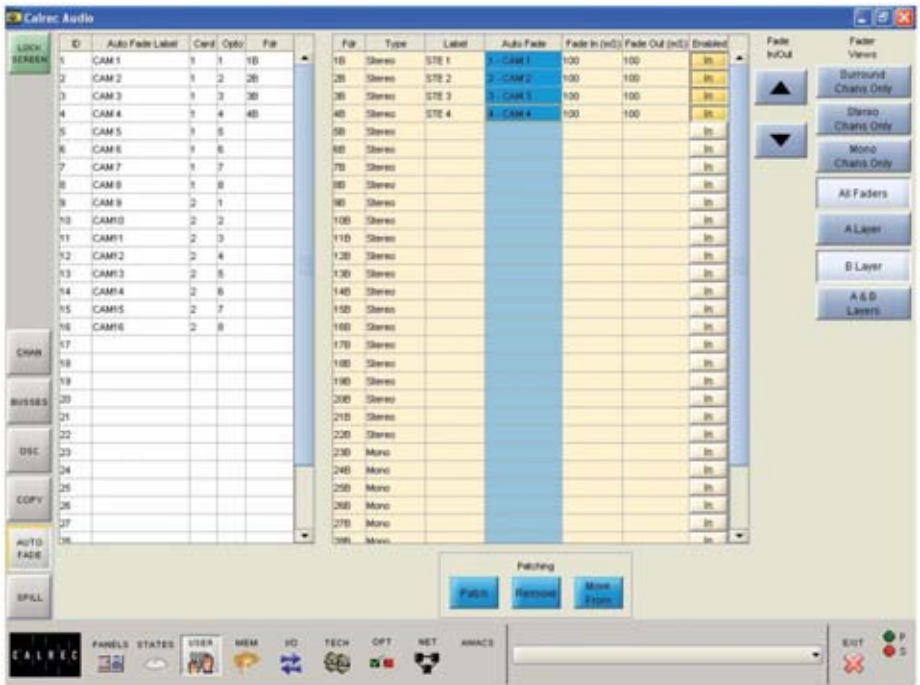 Calrec Audio
LOCK SCREEN
ID Auto Fade Label Card Opto Fdr
1 CAM 1 1 1 1B
2 CAM 2 1 2 2B
3 CAM 3 1 3 3B
4 CAM 4 1 4 4B
5 CAM 5 1 5
6 CAM 6 1 6
7 CAM 7 1 7
8 CAM 8 1 8
9 CAM 9 2 1
10 CAM10 2 2
11 CAM11 2 3
12 CAM12 2 4
13 CAM13 2 5
14 CAM14 2 6
15 CAM15 2 7
16 CAM16 2 8
17
18
19
20
21
22
23
24
25
26
27
28
Fdr Type Label Auto Fade Fade In (mS) Fade Out (mS) Enabled
1B Stereo STE 1 1 - CAM 1 100 100 In
2B Stereo STE 2 2 - CAM 2 100 100 In
3B Stereo STE 3 3 - CAM 3 100 100 In
4B Stereo STE 4 4 - CAM 4 100 100 In
5B Stereo In
6B Stereo In
7B Stereo In
8B Stereo In
9B Stereo In
10B Stereo In
11B Stereo In
12B Stereo In
13B Stereo In
14B Stereo In
15B Stereo In
16B Stereo In
17B Stereo In
18B Stereo In
19B Stereo In
20B Stereo In
21B Stereo In
22B Stereo In
23B Mono In
24B Mono In
25B Mono In
26B Mono In
27B Mono In
28B Mono In
Fade In/Out
Fader Views
Surround Chans Only
Stereo Chans Only
Mono Chans Only
All Faders
A Layer
B Layer
A & B Layers
CHAN
BUSSES
OSC
COPY
AUTO FADE
SPILL
Patching
Patch
Remove
Move From
CALREC
PANELS STATES USER MEM I/O TECH OPT NET AWACS
EXIT
P
S